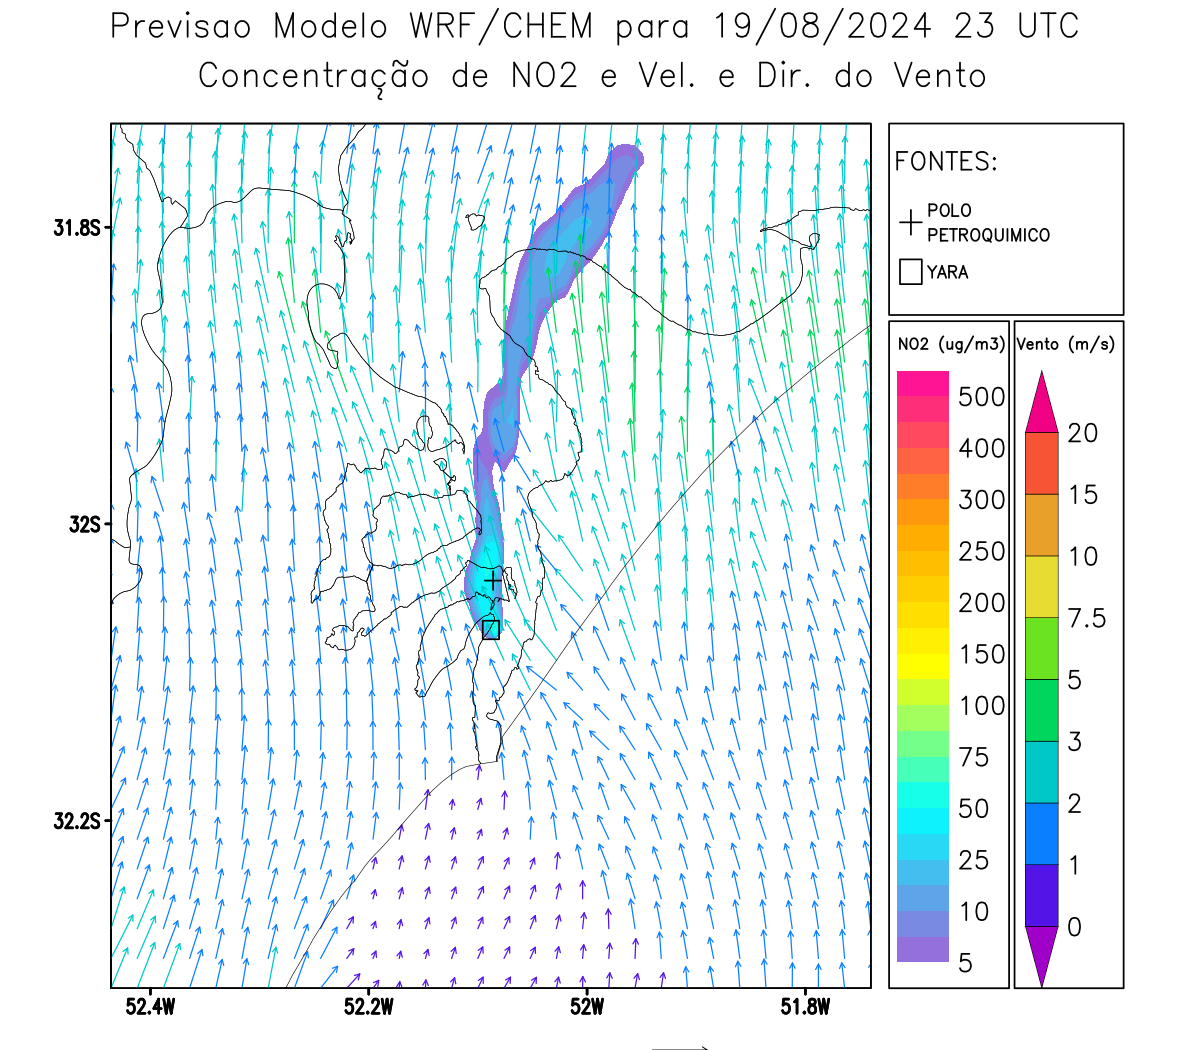 Previsao Modelo WRF/CHEM para 19/08/2024 23 UTC
Concentração de NO2 e Vel. e Dir. do Vento
FONTES:
POLO
PETROQUIMICO
YARA
NO2 (ug/m3)
500
400
300
250
200
150
100
75
50
25
10
5
Vento (m/s)
20
15
10
7.5
5
3
2
1
0
31.8S
32S
32.2S
52.4W
52.2W
52W
51.8W